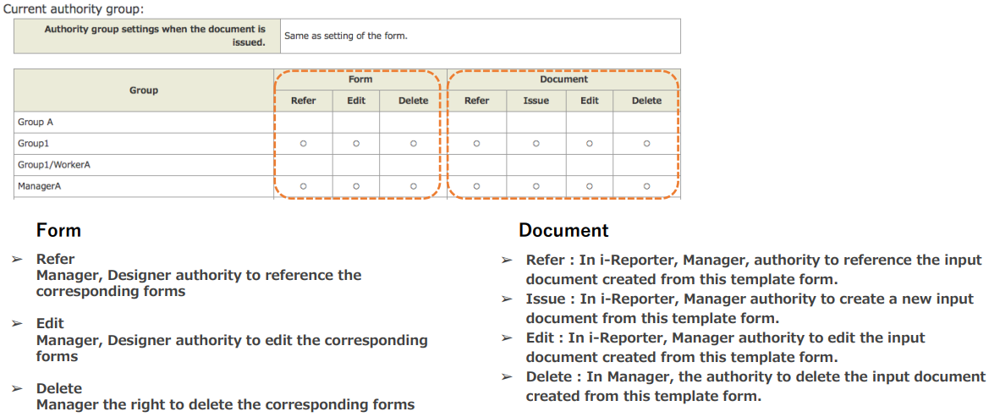 Current authority group:
Authority group settings when the document is
issued.
Same as setting of the form.
Group
Form
Document
Refer Edit Delete Refer Issue Edit Delete
Group A
Group1 ○ ○ ○ ○ ○ ○ ○
Group1/WorkerA
ManagerA ○ ○ ○ ○ ○ ○ ○
Form
➢ Refer
Manager, Designer authority to reference the
corresponding forms
➢ Edit
Manager, Designer authority to edit the corresponding
forms
➢ Delete
Manager the right to delete the corresponding forms
Document
➢ Refer : In i-Reporter, Manager, authority to reference the input
document created from this template form.
➢ Issue : In i-Reporter, Manager authority to create a new input
document from this template form.
➢ Edit : In i-Reporter, Manager authority to edit the input
document created from this template form.
➢ Delete : In Manager, the authority to delete the input document
created from this template form.